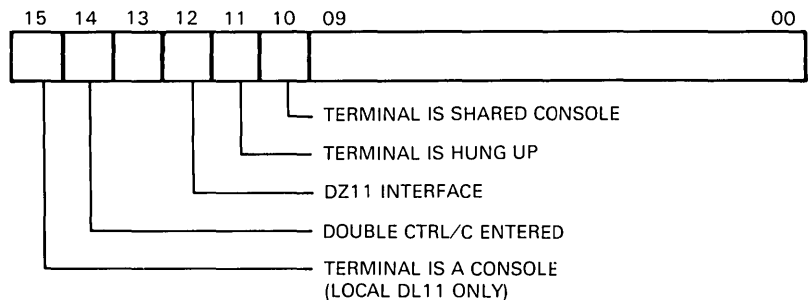 15 14 13 12 11 10 09 00
TERMINAL IS SHARED CONSOLE
TERMINAL IS HUNG UP
DZ11 INTERFACE
DOUBLE CTRL/C ENTERED
TERMINAL IS A CONSOLE
(LOCAL DL11 ONLY)